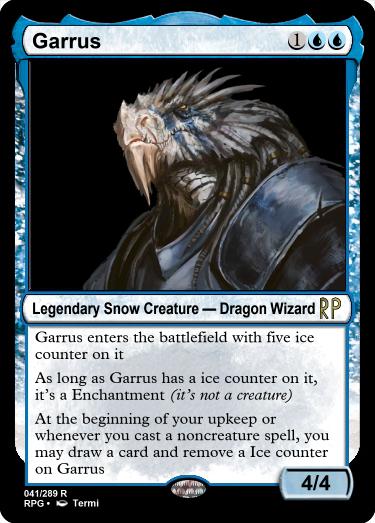 Garrus 1
Legendary Snow Creature — Dragon Wizard RP
Garrus enters the battlefield with five ice
counter on it
As long as Garrus has a ice counter on it,
it's a Enchantment (it's not a creature)
At the beginning of your upkeep or
whenever you cast a noncreature spell, you
may draw a card and remove a Ice counter
on Garrus
4/4
041/289 R
RPG • Termi